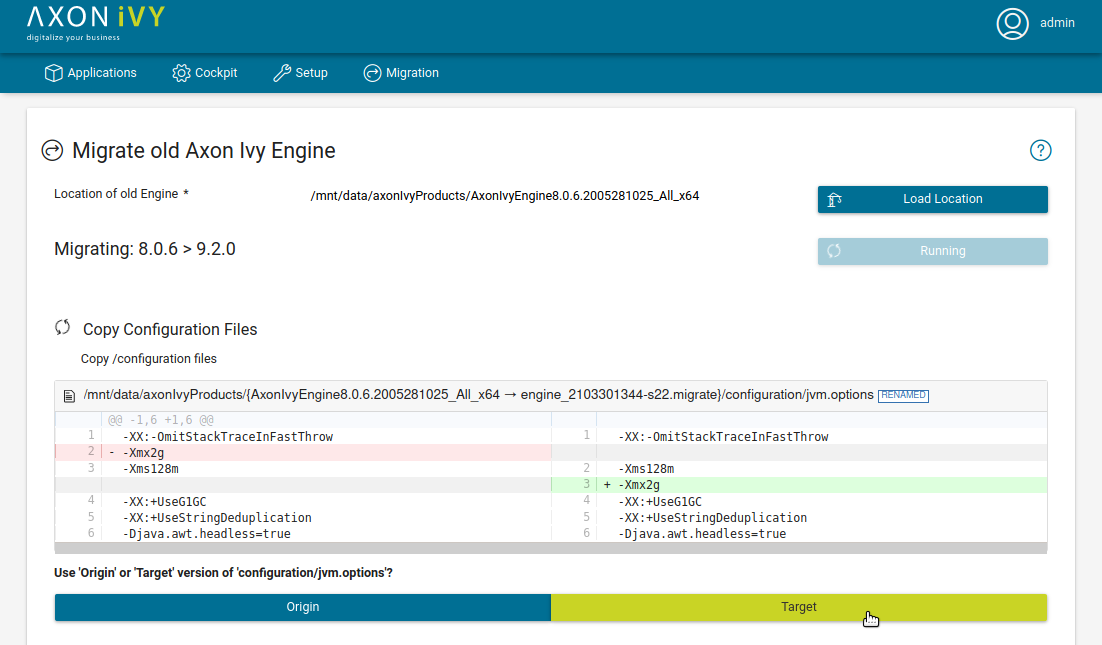 AXON iVY
digitalize your business
admin
Applications Cockpit Setup Migration
Migrate old Axon Ivy Engine ?
Location of old Engine * /mnt/data/axonIvyProducts/AxonIvyEngine8.0.6.2005281025_All_x64 Load Location
Migrating: 8.0.6 > 9.2.0 Running
Copy Configuration Files
Copy /configuration files
/mnt/data/axonIvyProducts/{AxonIvyEngine8.0.6.2005281025_All_x64 → engine_2103301344-s22.migrate}/configuration/jvm.options RENAMED
@@ -1,6 +1,6 @@
1 -XX:-OmitStackTraceInFastThrow 1 -XX:-OmitStackTraceInFastThrow
2 - -Xmx2g
3 -Xms128m 2 -Xms128m
3 + -Xmx2g
4 -XX:+UseG1GC 4 -XX:+UseG1GC
5 -XX:+UseStringDeduplication 5 -XX:+UseStringDeduplication
6 -Djava.awt.headless=true 6 -Djava.awt.headless=true
Use 'Origin' or 'Target' version of 'configuration/jvm.options'?
Origin Target